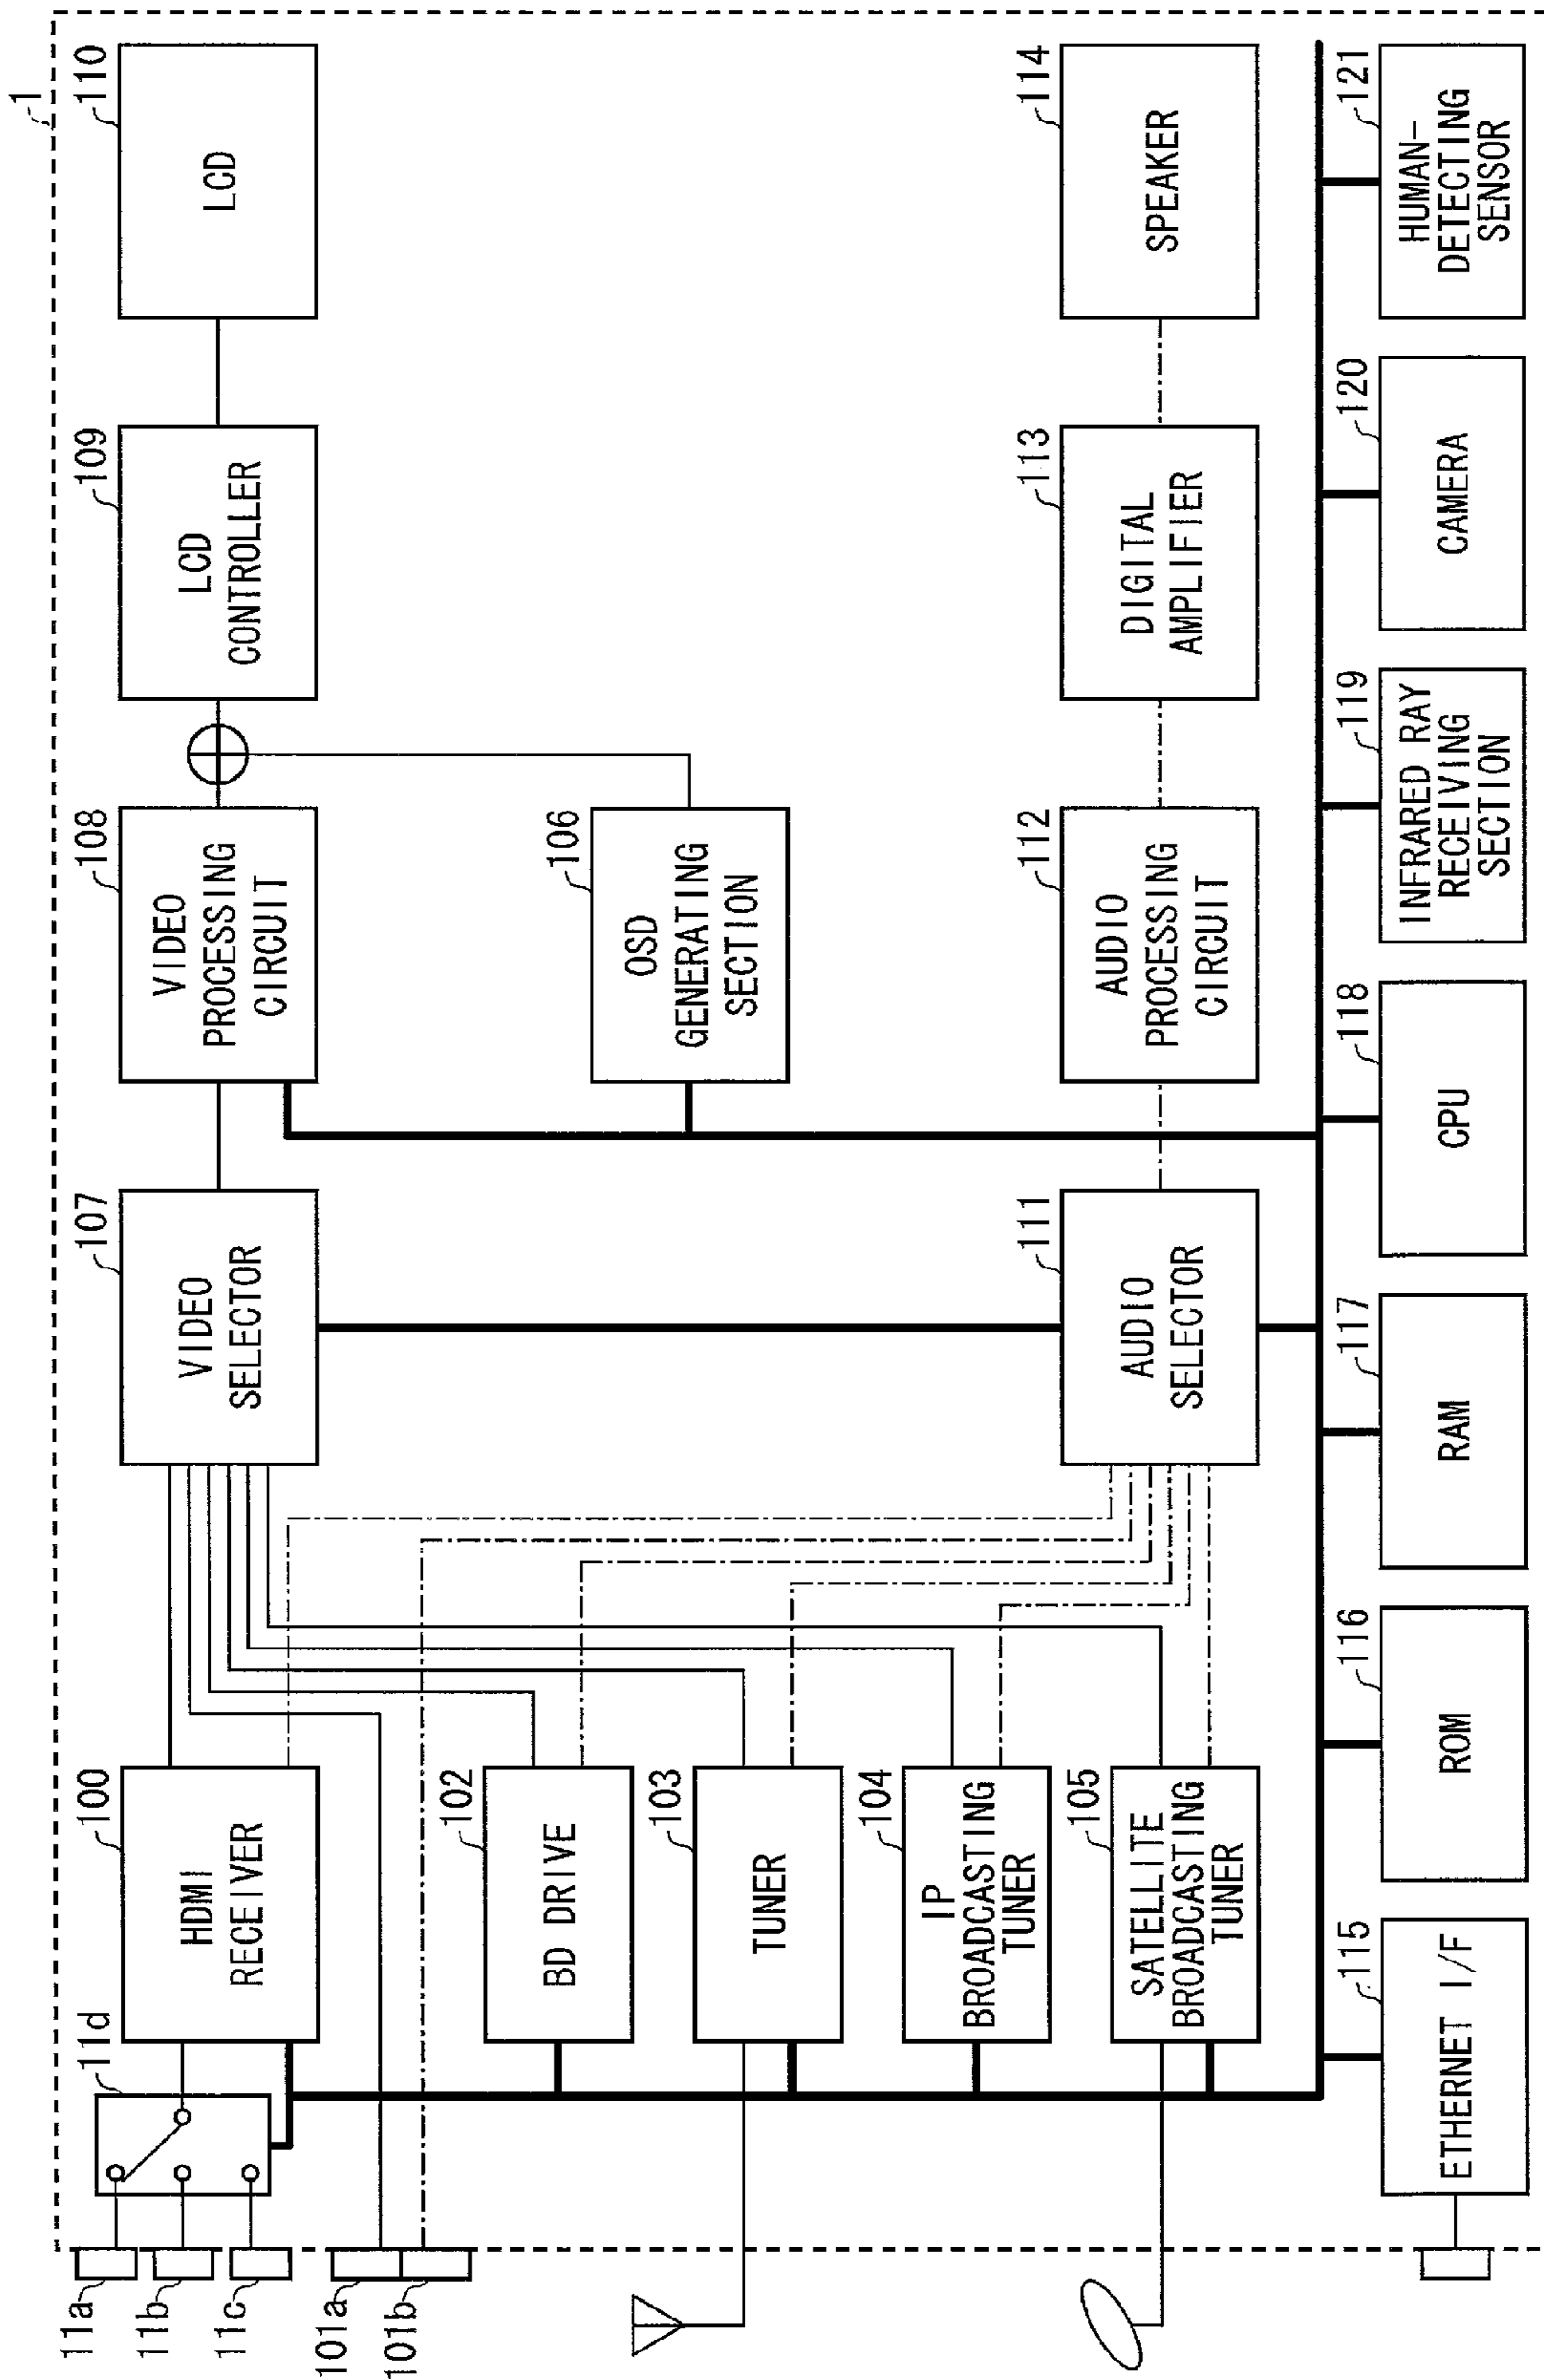 1
11a
11b
11c
11d
101a
101b
100
HDMI
RECEIVER
107
VIDEO
SELECTOR
108
VIDEO
PROCESSING
CIRCUIT
109
LCD
CONTROLLER
110
LCD
102
BD DRIVE
106
OSD
GENERATING
SECTION
103
TUNER
104
IP
BROADCASTING
TUNER
105
SATELLITE
BROADCASTING
TUNER
111
AUDIO
SELECTOR
112
AUDIO
PROCESSING
CIRCUIT
113
DIGITAL
AMPLIFIER
114
SPEAKER
115
ETHERNET I/F
116
ROM
117
RAM
118
CPU
119
INFRARED RAY
RECEIVING
SECTION
120
CAMERA
121
HUMAN-
DETECTING
SENSOR